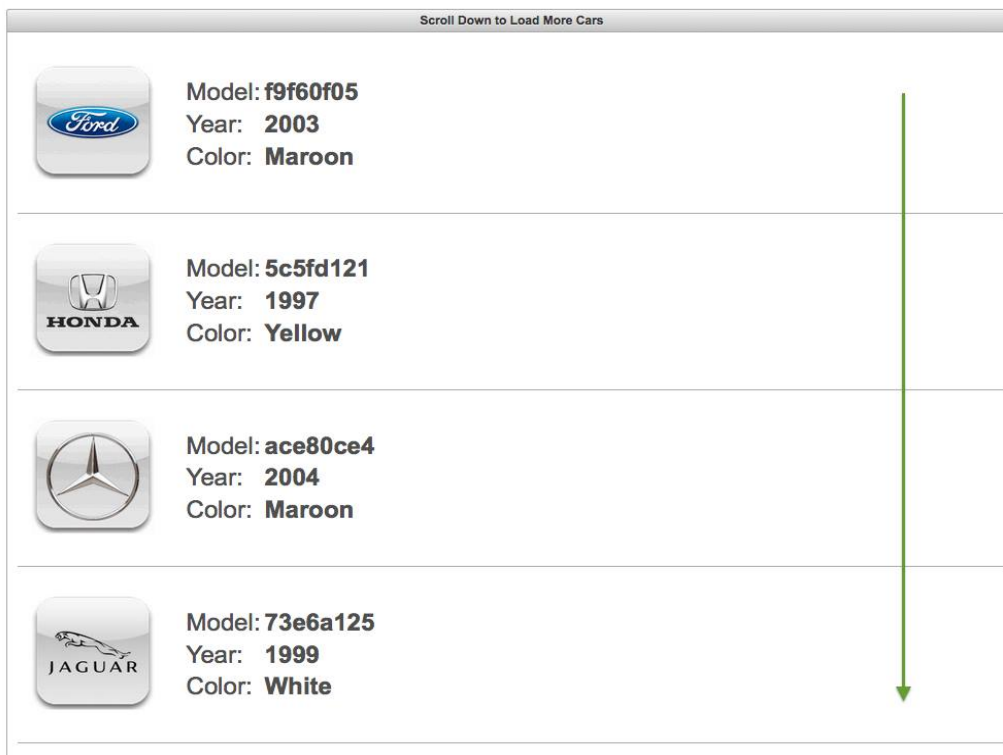 Scroll Down to Load More Cars
Ford
Model: f9f60f05
Year: 2003
Color: Maroon
HONDA
Model: 5c5fd121
Year: 1997
Color: Yellow
Model: ace80ce4
Year: 2004
Color: Maroon
JAGUAR
Model: 73e6a125
Year: 1999
Color: White